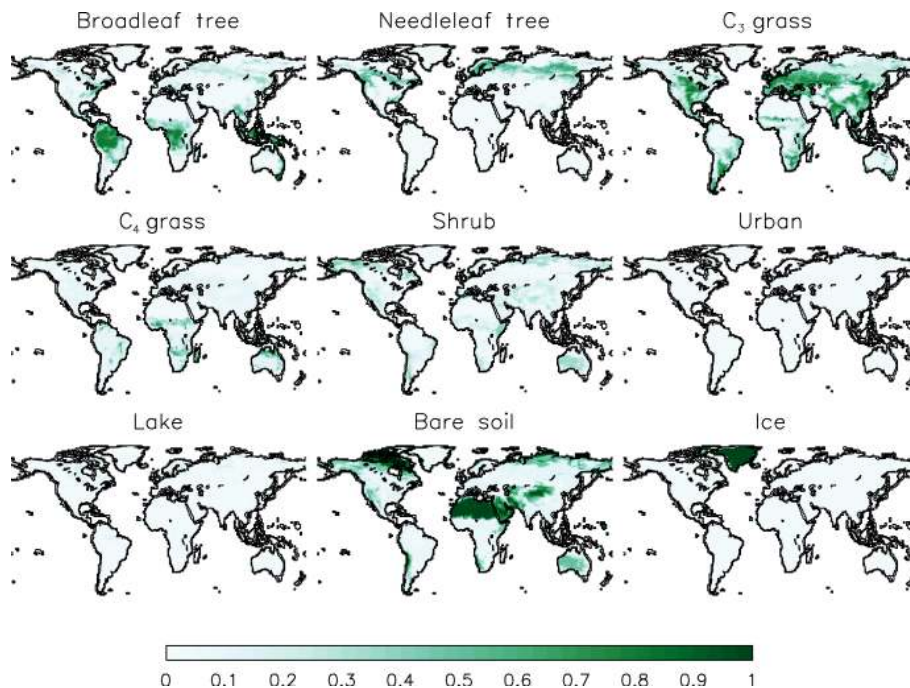 Broadleaf tree Needleleaf tree C₃ grass
C₄ grass Shrub Urban
Lake Bare soil Ice
0 0.1 0.2 0.3 0.4 0.5 0.6 0.7 0.8 0.9 1